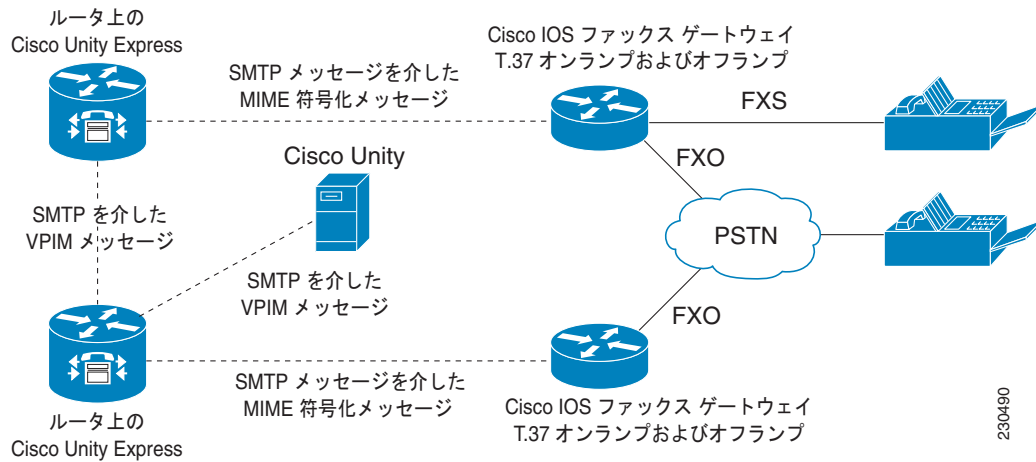 ルータ上の
Cisco Unity Express
Cisco IOS ファックス ゲートウェイ
T.37 オンランプおよびオフランプ
SMTP メッセージを介した
MIME 符号化メッセージ
FXS
Cisco Unity
FXO
SMTP を介した
VPIM メッセージ
PSTN
SMTP を介した
VPIM メッセージ
FXO
SMTP メッセージを介した
MIME 符号化メッセージ
ルータ上の
Cisco Unity Express
Cisco IOS ファックス ゲートウェイ
T.37 オンランプおよびオフランプ
230490